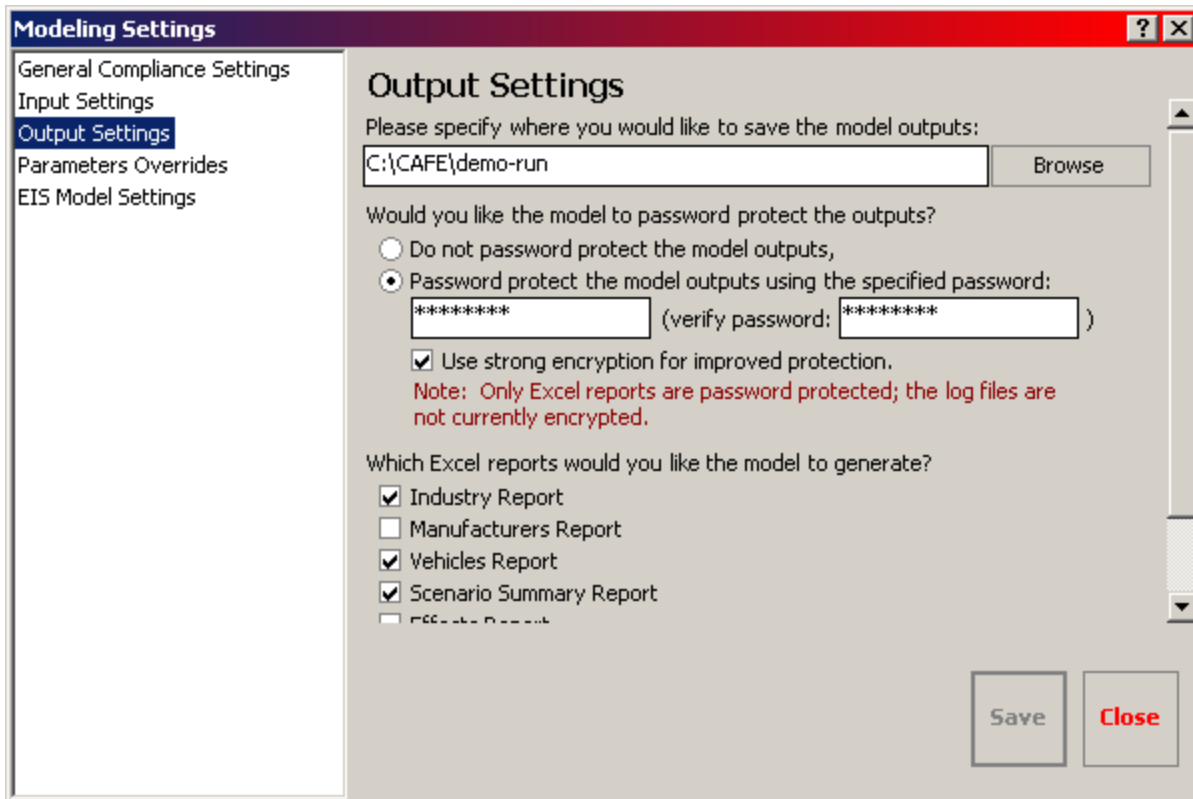 Modeling Settings
General Compliance Settings
Input Settings
Output Settings
Parameters Overrides
EIS Model Settings
Output Settings
Please specify where you would like to save the model outputs:
C:\CAFE\demo-run
Browse
Would you like the model to password protect the outputs?
Do not password protect the model outputs,
Password protect the model outputs using the specified password:
******** (verify password: ******** )
Use strong encryption for improved protection.
Note: Only Excel reports are password protected; the log files are
not currently encrypted.
Which Excel reports would you like the model to generate?
Industry Report
Manufacturers Report
Vehicles Report
Scenario Summary Report
Effects Report
Save
Close